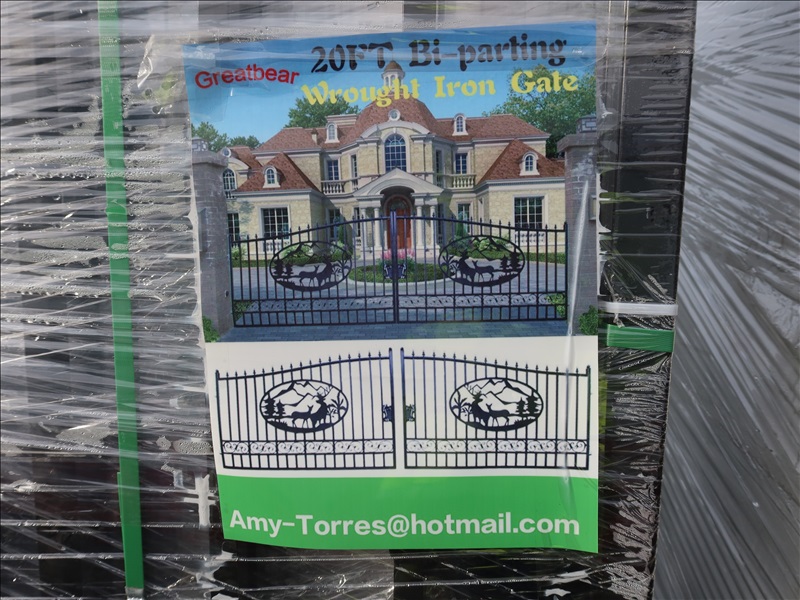 20FT Bi-parting
Greatbear
Wrought Iron Gate
Amy-Torres@hotmail.com